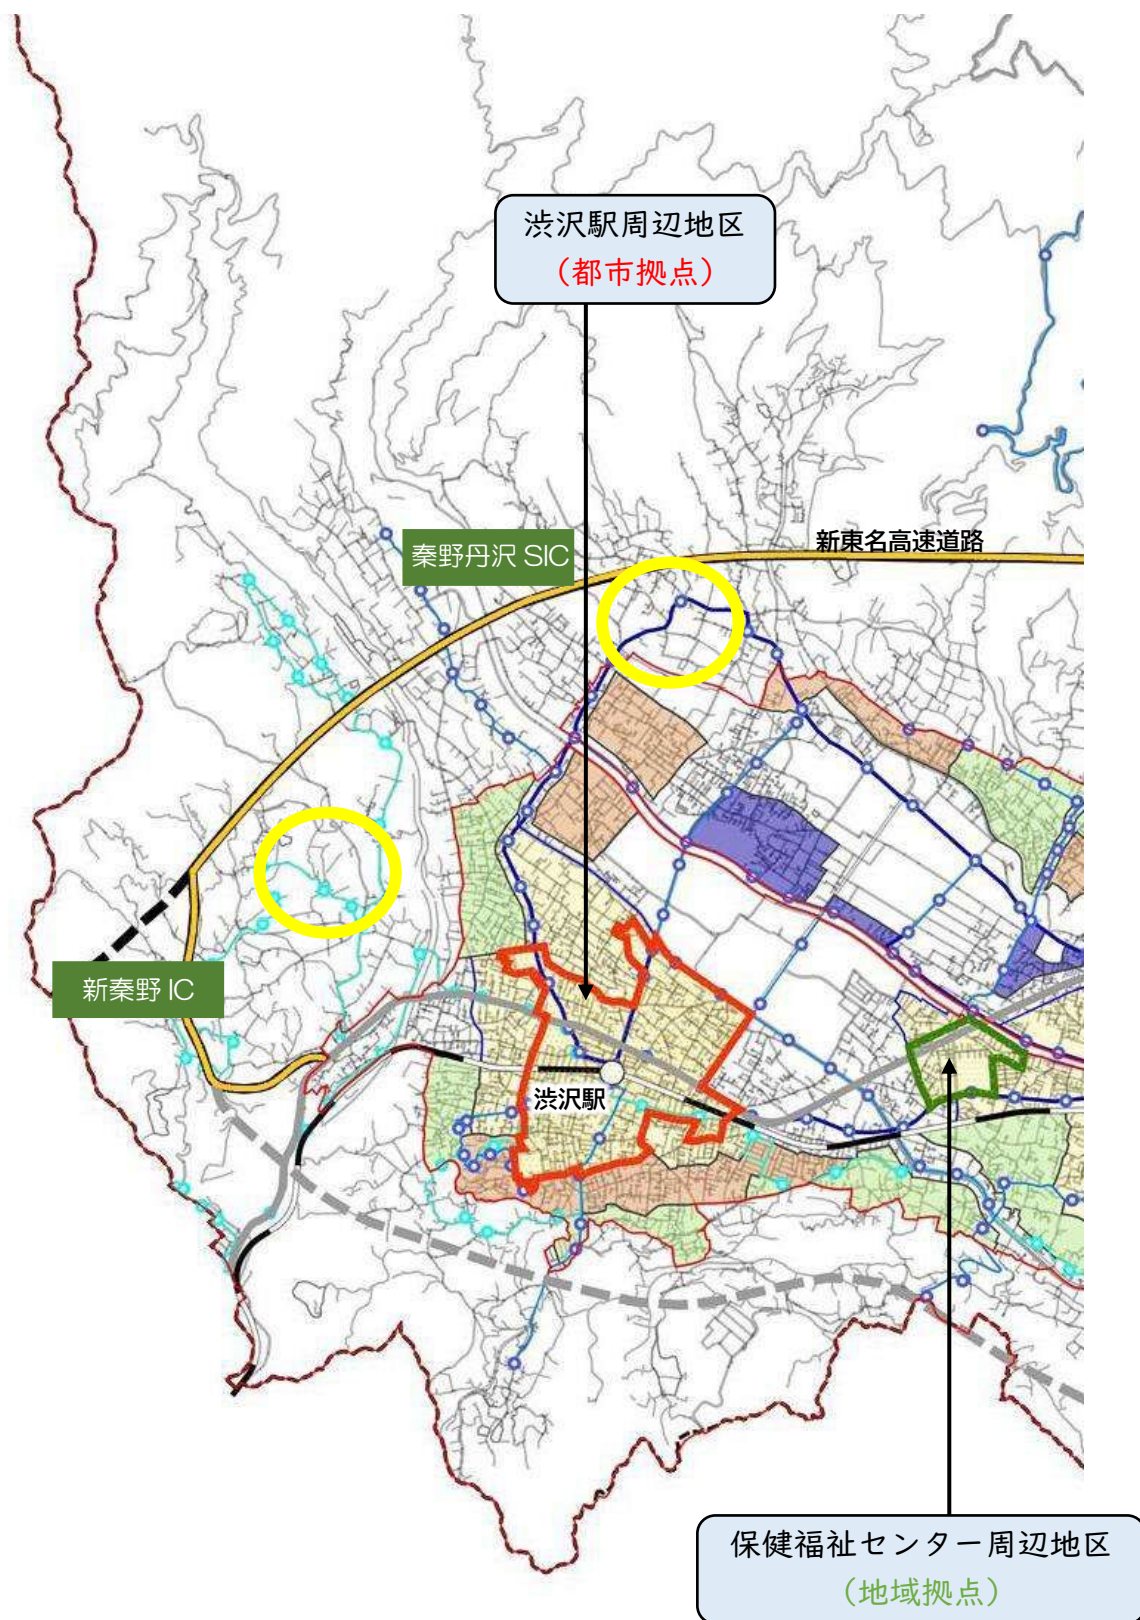 渋沢駅周辺地区
（都市拠点）
新東名高速道路
秦野丹沢 SIC
新秦野 IC
渋沢駅
保健福祉センター周辺地区
（地域拠点）